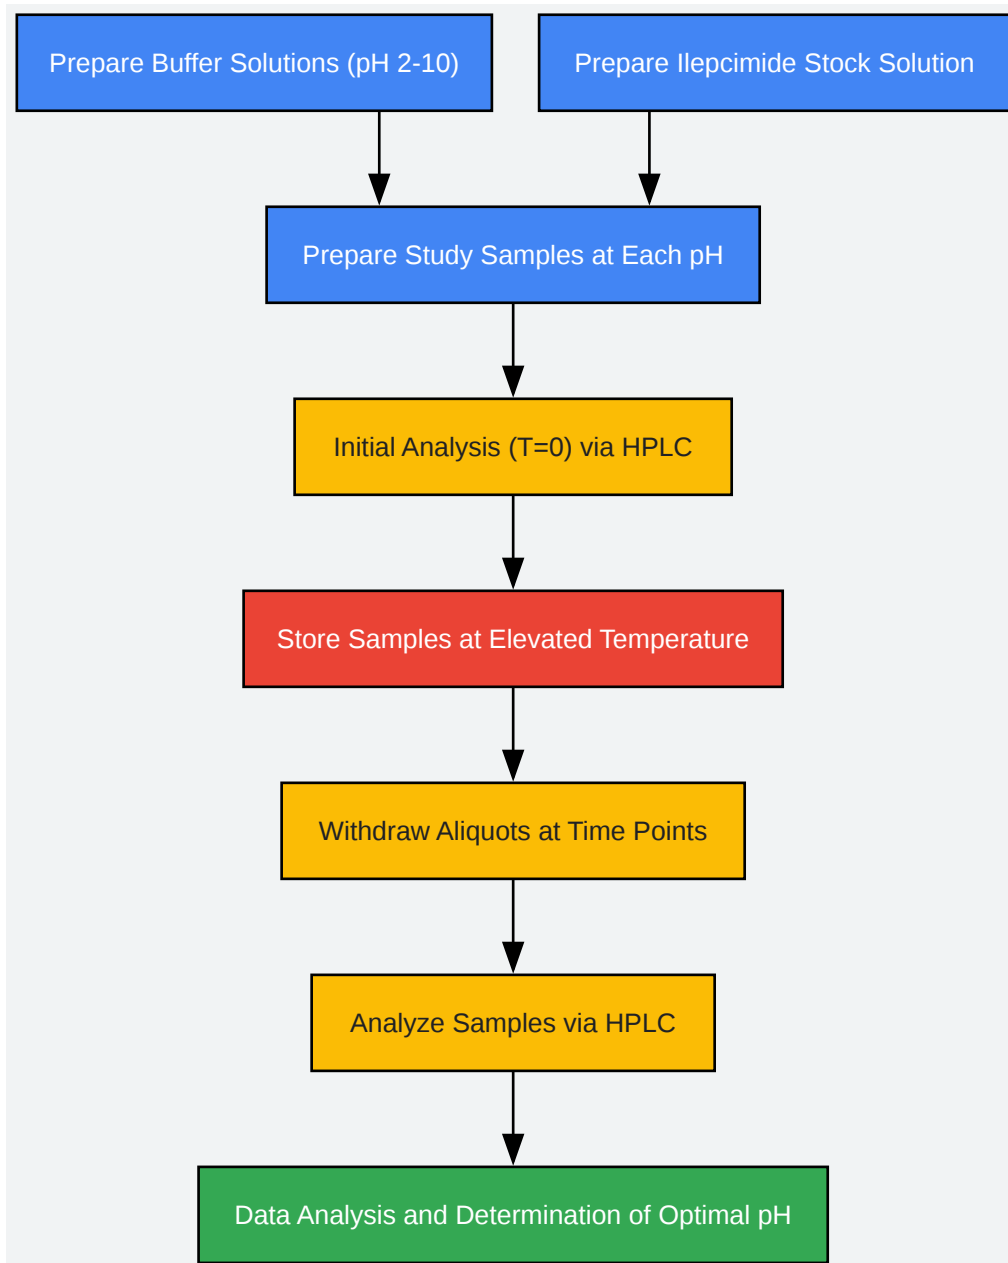 Prepare Buffer Solutions (pH 2-10)
Prepare Ilepcimide Stock Solution
Prepare Study Samples at Each pH
Initial Analysis (T=0) via HPLC
Store Samples at Elevated Temperature
Withdraw Aliquots at Time Points
Analyze Samples via HPLC
Data Analysis and Determination of Optimal pH